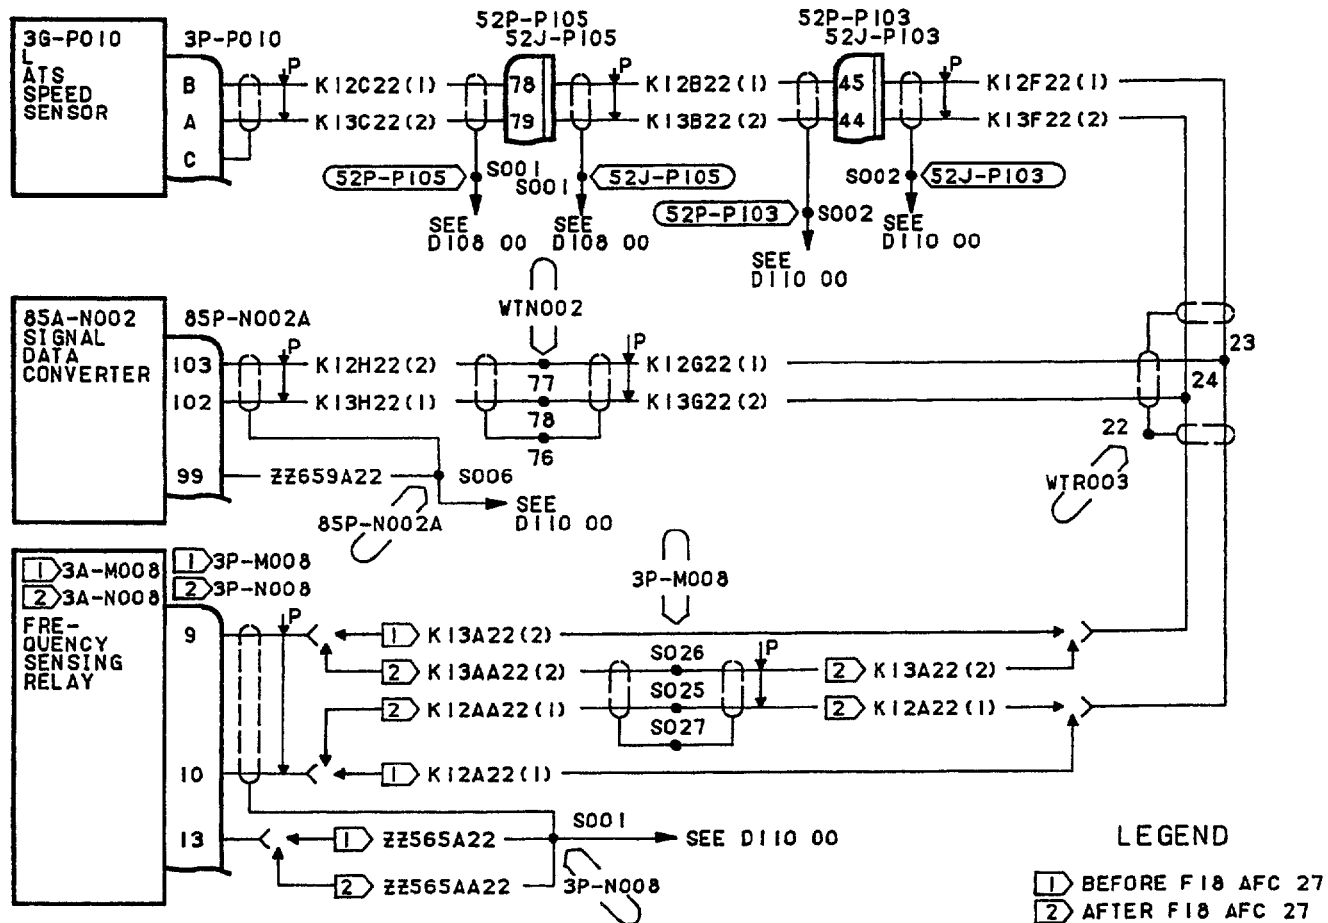 52P-P105
52J-P105
52P-P103
52J-P103
3G-P010
L
ATS
SPEED
SENSOR
3P-P010
B
A
C
P
K12C22(1)
K13C22(2)
78
79
P
K12B22(1)
K13B22(2)
45
44
P
K12F22(1)
K13F22(2)
52P-P105
S001
S001
52J-P105
52P-P103
S002
S002
52J-P103
SEE
D108 00
SEE
D108 00
SEE
D110 00
SEE
D110 00
85A-N002
SIGNAL
DATA
CONVERTER
85P-N002A
103
102
99
P
K12H22(2)
K13H22(1)
ZZ659A22
WTN002
77
78
76
P
K12G22(1)
K13G22(2)
23
24
22
WTR003
S006
85P-N002A
SEE
D110 00
1 3A-M008
2 3A-N008
FRE-
QUENCY
SENSING
RELAY
1 3P-M008
2 3P-N008
9
10
13
P
3P-M008
1 K13A22(2)
2 K13AA22(2)
S026
P
2 K13A22(2)
2 K12AA22(1)
S025
2 K12A22(1)
S027
1 K12A22(1)
1 ZZ565A22
S001
SEE D110 00
2 ZZ565AA22
3P-N008
LEGEND
1 BEFORE F18 AFC 27
2 AFTER F18 AFC 27